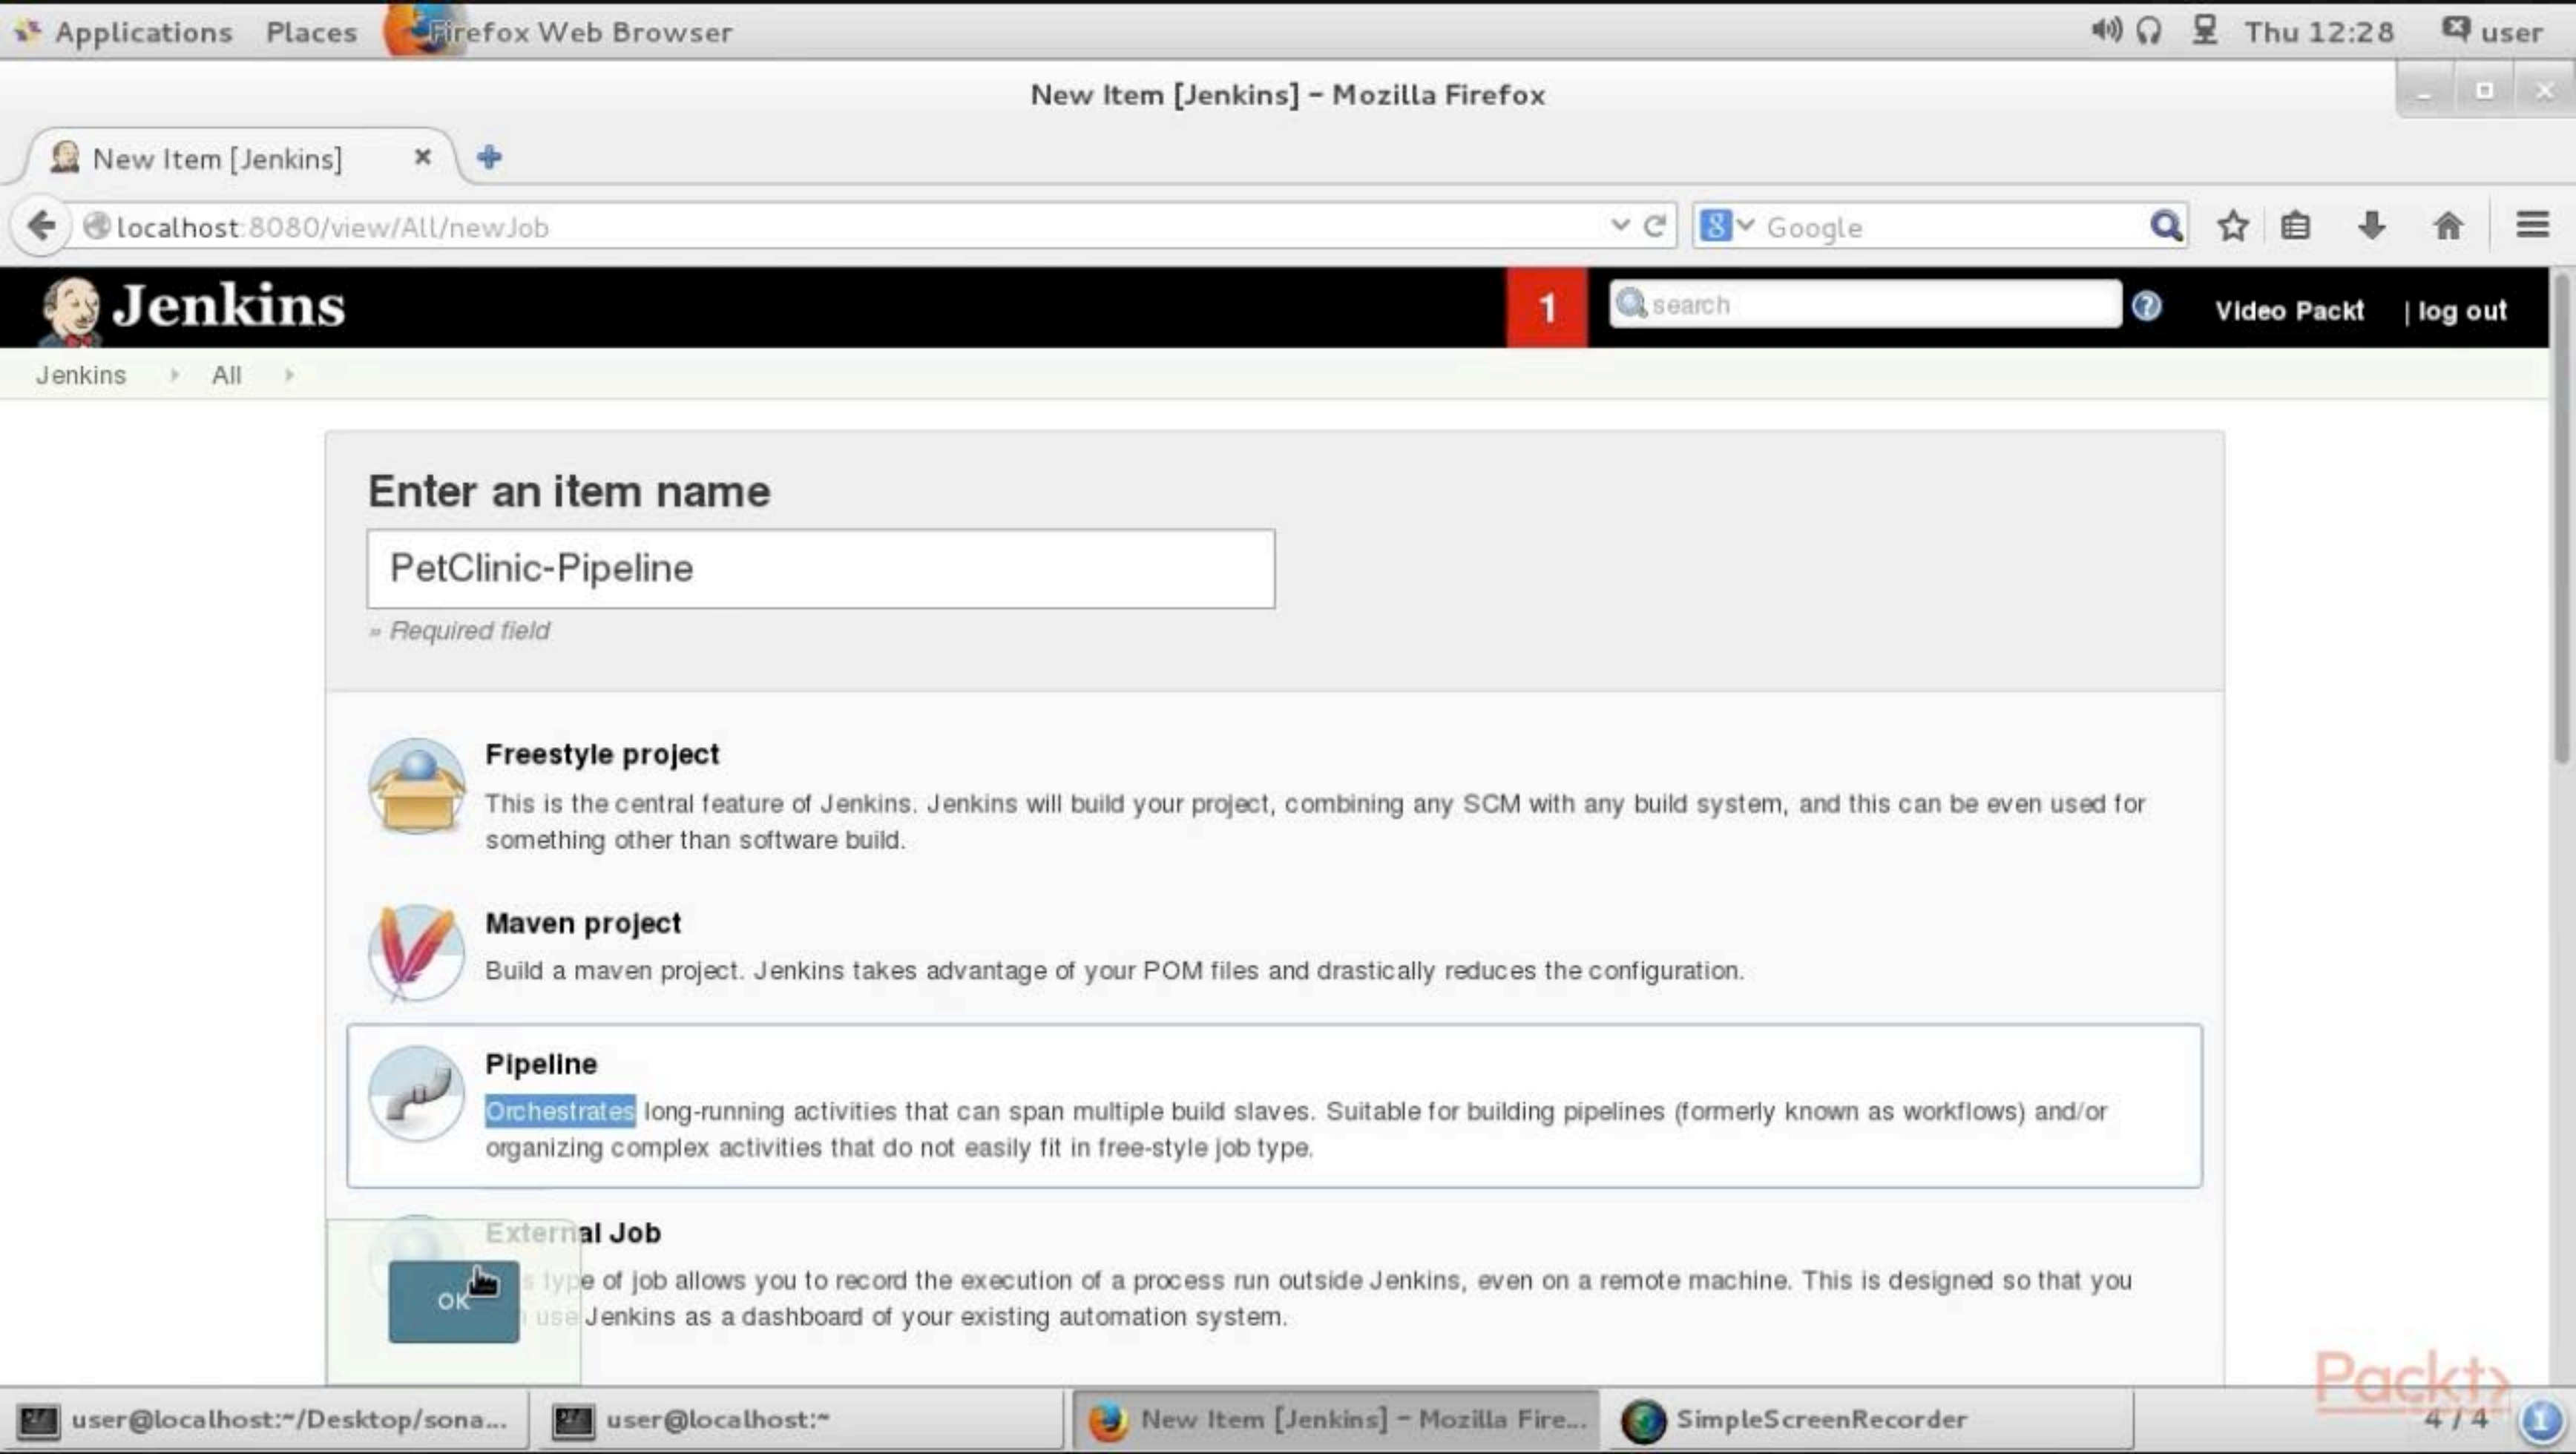 Applications Places Firefox Web Browser Thu 12:28 user
New Item [Jenkins] - Mozilla Firefox
New Item [Jenkins]
localhost:8080/view/All/newJob Google
Jenkins 1 search Video Packt | log out
Jenkins All
Enter an item name
PetClinic-Pipeline
» Required field
Freestyle project
This is the central feature of Jenkins. Jenkins will build your project, combining any SCM with any build system, and this can be even used for
something other than software build.
Maven project
Build a maven project. Jenkins takes advantage of your POM files and drastically reduces the configuration.
Pipeline
Orchestrates long-running activities that can span multiple build slaves. Suitable for building pipelines (formerly known as workflows) and/or
organizing complex activities that do not easily fit in free-style job type.
External Job
type of job allows you to record the execution of a process run outside Jenkins, even on a remote machine. This is designed so that you
OK
use Jenkins as a dashboard of your existing automation system.
Packt>
user@localhost:~/Desktop/sona... user@localhost:~ New Item [Jenkins] - Mozilla Fire... SimpleScreenRecorder 4 / 4 1